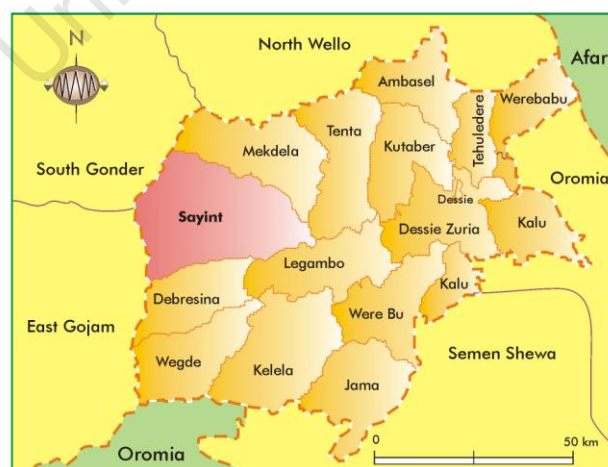 N
North Wello
Afar
Ambasel
Werebabu
Tenta
Tehuledere
Kutaber
Mekdela
South Gonder
Oromia
Dessie
Sayint
Dessie Zuria
Kalu
Legambo
Kalu
Debresina
Were Bu
East Gojam
Semen Shewa
Wegde
Kelela
Jama
0
50 km
Oromia